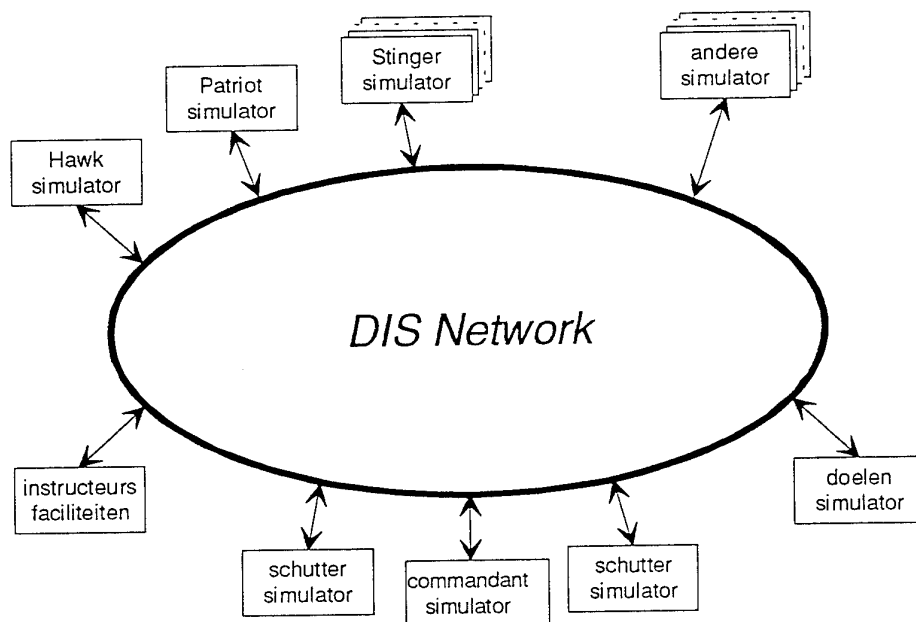 Stinger
simulator
andere
simulator
Patriot
simulator
Hawk
simulator
DIS Network
instructeurs
faciliteiten
doelen
simulator
schutter
simulator
commandant
simulator
schutter
simulator